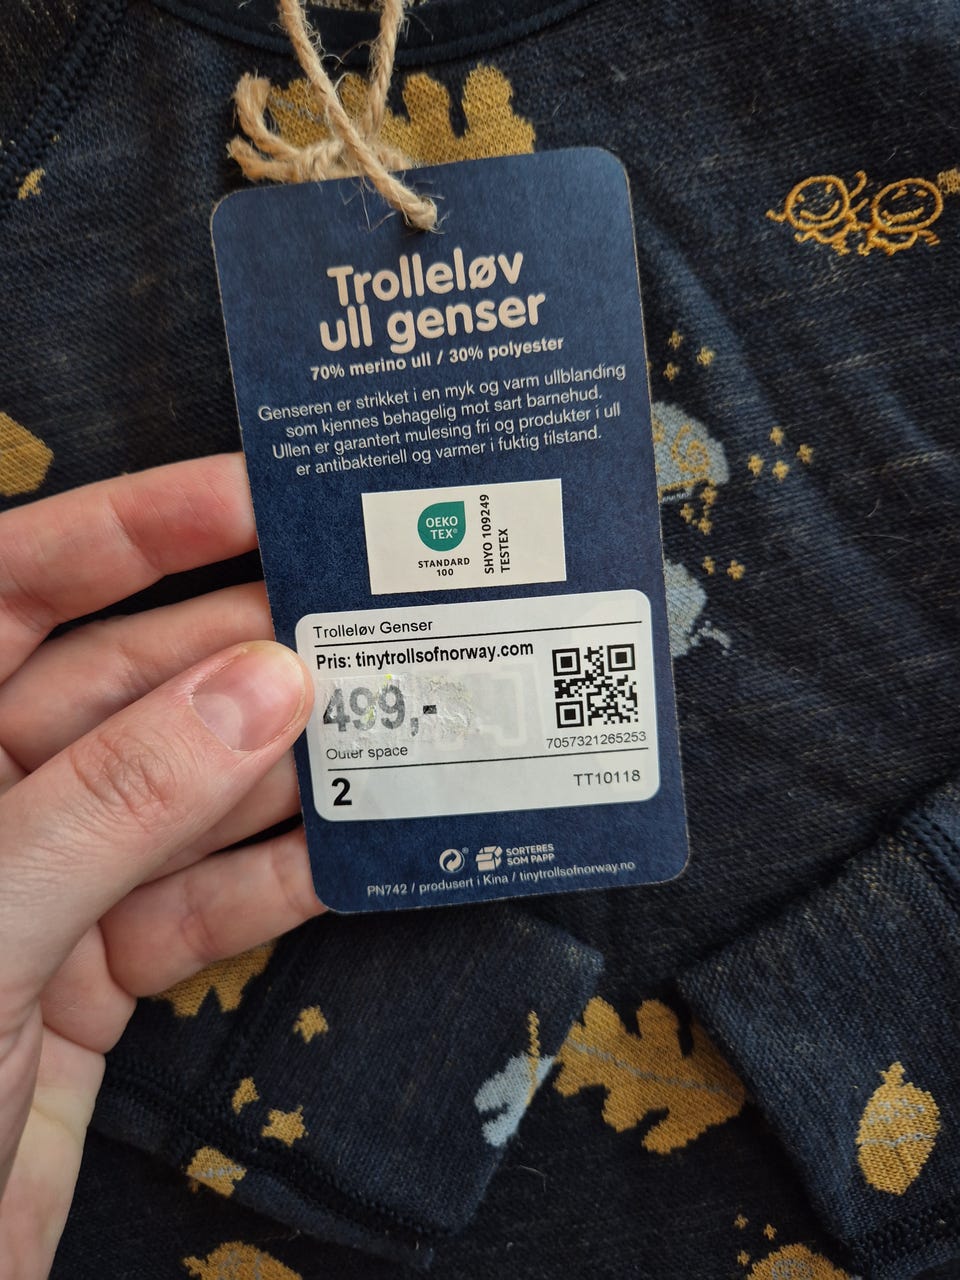 Trolleløv
ull genser
70% merino ull / 30% polyester
Genseren er strikket i en myk og varm ullblanding
som kjennes behagelig mot sart barnehud.
Ullen er garantert mulesing fri og produkter i ull
er antibakteriell og varmer i fuktig tilstand.
OEKO
TEX®
STANDARD
100
SHYO 109249
TESTEX
Trolleløv Genser
Pris: tinytrollsofnorway.com
499,-
7057321265253
Outer space
2
TT10118
SORTERES
SOM PAPP
PN742 / produsert i Kina / tinytrollsofnorway.no